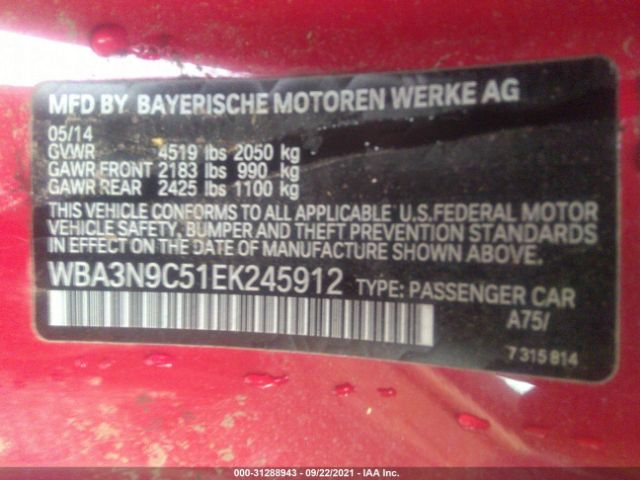 MFD BY BAYERISCHE MOTOREN WERKE AG
05/14
GVWR 4519 lbs 2050 kg
GAWR FRONT 2183 lbs 990 kg
GAWR REAR 2425 lbs 1100 kg
THIS VEHICLE CONFORMS TO ALL APPLICABLE U.S.FEDERAL MOTOR
VEHICLE SAFETY, BUMPER AND THEFT PREVENTION STANDARDS
IN EFFECT ON THE DATE OF MANUFACTURE SHOWN ABOVE.
WBA3N9C51EK245912 TYPE: PASSENGER CAR
A75/
7 315 814
000-31288943 - 09/22/2021 - IAA Inc.